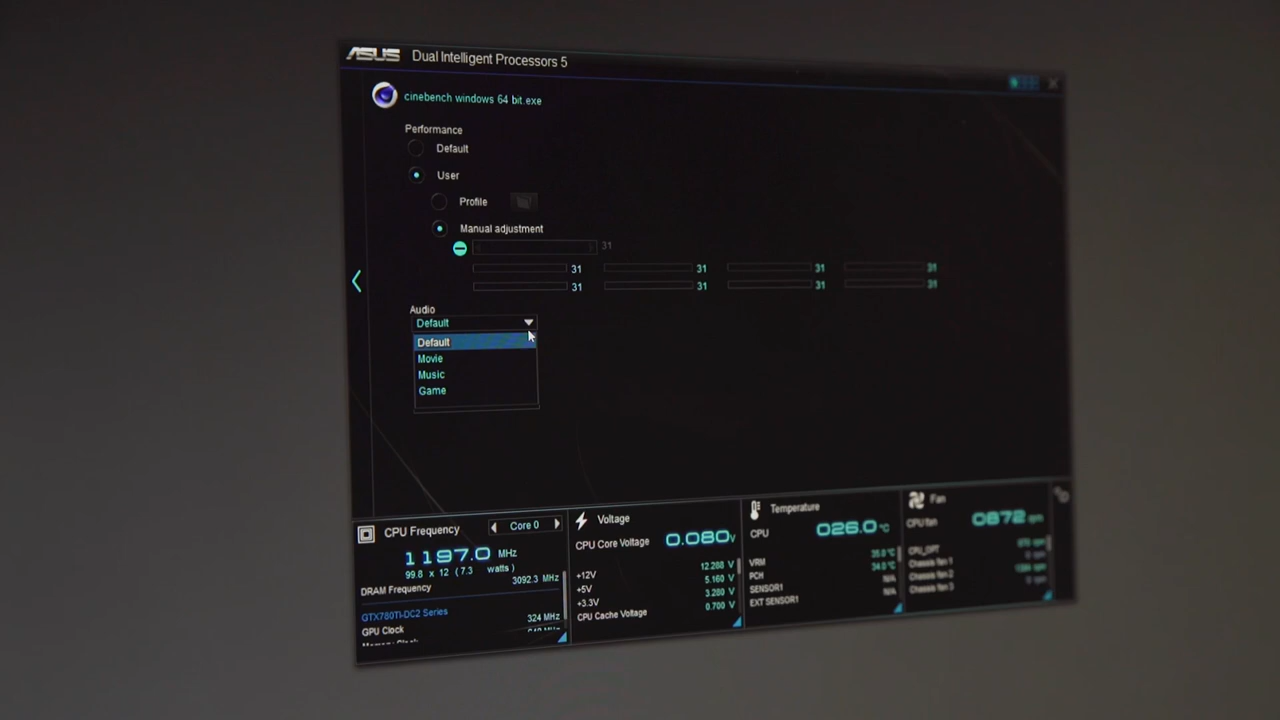 ASUS Dual Intelligent Processors 5
cinebench windows 64 bit.exe
Performance
Default
User
Profile
Manual adjustment
31
31 31 31 31
31 31 31 31
Audio
Default
Default
Movie
Music
Game
CPU Frequency
Core 0
1197.0 MHz
99.8 x 12 (7.3 watts)
DRAM Frequency
3092.3 MHz
GTX780TI-DC2 Series
GPU Clock
324 MHz
Voltage
CPU Core Voltage 0.080V
+12V 12.288 V
+5V 5.160 V
+3.3V 3.280 V
CPU Cache Voltage 0.700 V
Temperature
CPU 026.0 °C
VRM 35.0 °C
PCH 34.0 °C
SENSOR1 N/A
EXT SENSOR1 N/A
Fan
CPU fan 0872 rpm
CPU_OPT
Chassis fan 1
Chassis fan 2
Chassis fan 3